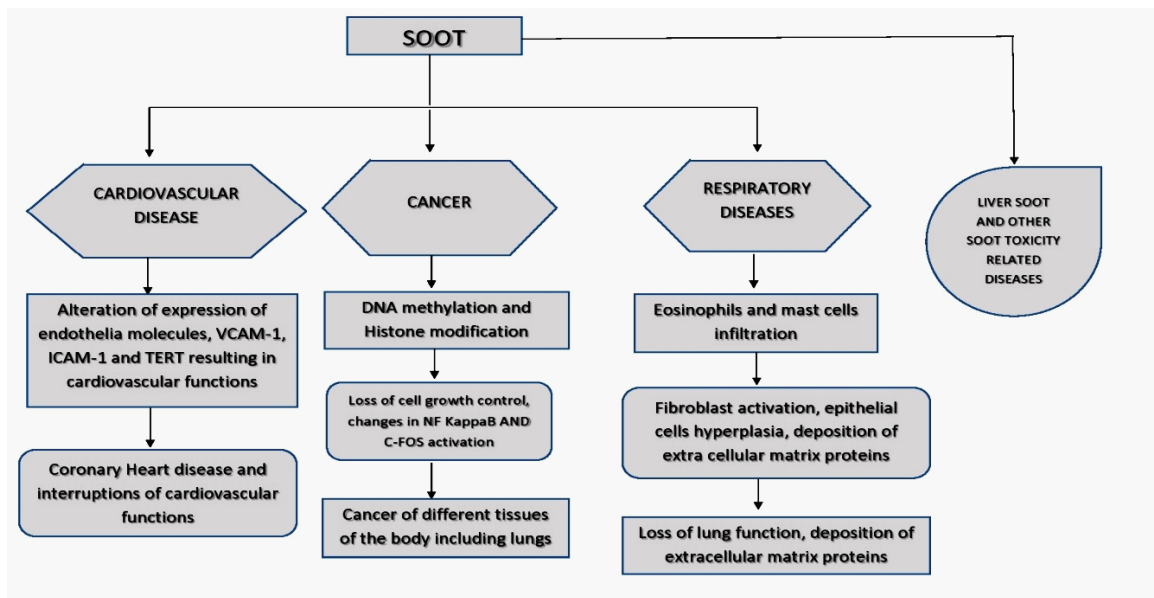 SOOT
CARDIOVASCULAR
DISEASE
CANCER
RESPIRATORY
DISEASES
LIVER SOOT
AND OTHER
SOOT TOXICITY
RELATED
DISEASES
Alteration of expression of
endothelia molecules, VCAM-1,
ICAM-1 and TERT resulting in
cardiovascular functions
DNA methylation and
Histone modification
Eosinophils and mast cells
infiltration
Loss of cell growth control,
changes in NF KappaB AND
C-FOS activation
Fibroblast activation, epithelial
cells hyperplasia, deposition of
extra cellular matrix proteins
Coronary Heart disease and
interruptions of cardiovascular
functions
Cancer of different tissues
of the body including lungs
Loss of lung function, deposition of
extracellular matrix proteins